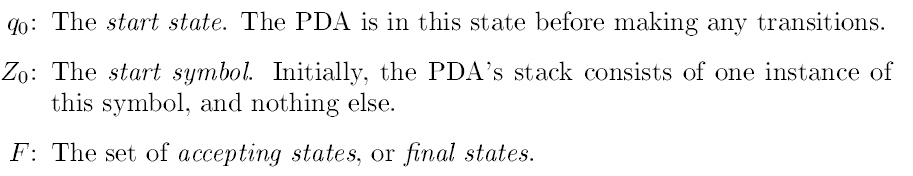 q₀: The start state. The PDA is in this state before making any transitions.
Z₀: The start symbol. Initially, the PDA's stack consists of one instance of
this symbol, and nothing else.
F: The set of accepting states, or final states.